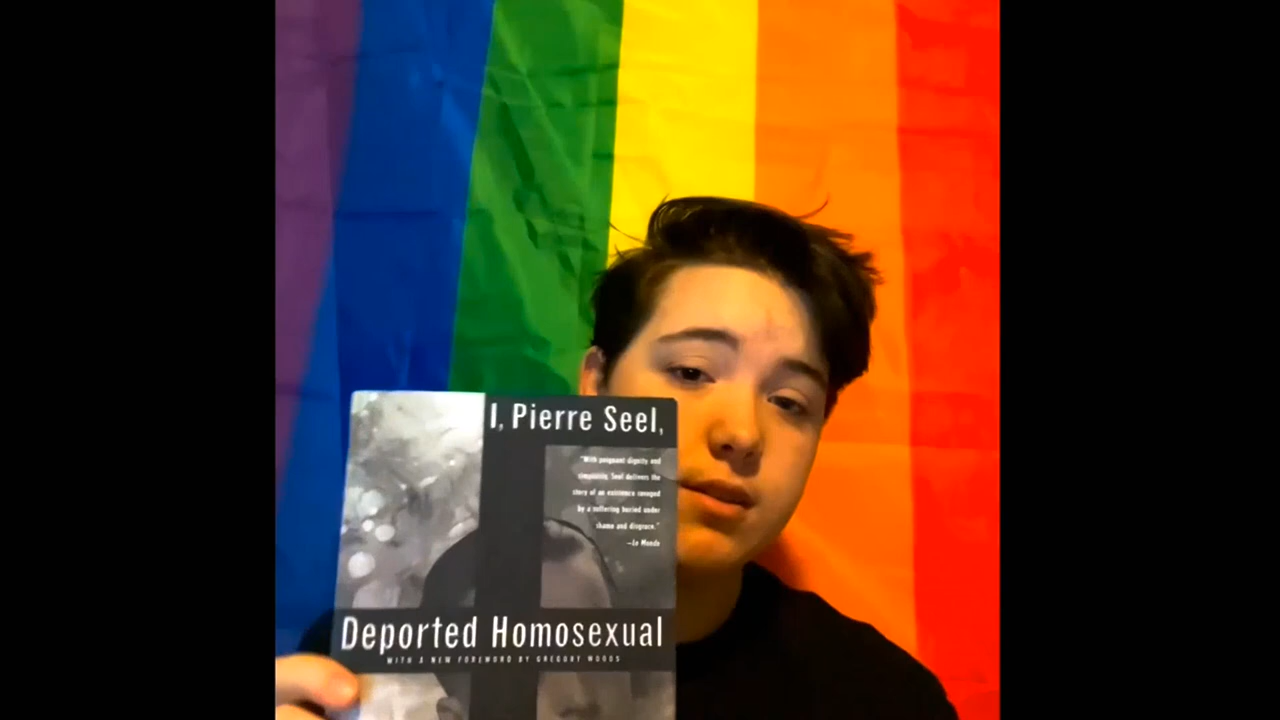 I, Pierre Seel,
"With poignant dignity and
simplicity, Seel delivers the
story of an existence ravaged
by a suffering buried under
shame and disgrace."
—Le Monde
Deported Homosexual
WITH A NEW FOREWORD BY GREGORY WOODS